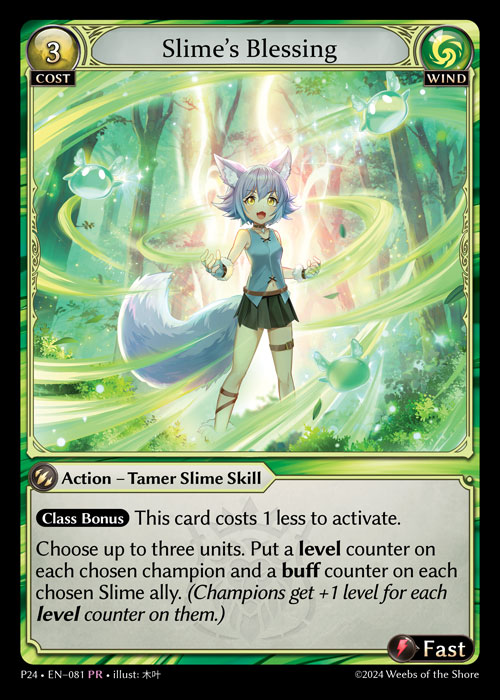 3
Slime's Blessing
COST
WIND
Action – Tamer Slime Skill
Class Bonus This card costs 1 less to activate.
Choose up to three units. Put a level counter on
each chosen champion and a buff counter on each
chosen Slime ally. (Champions get +1 level for each
level counter on them.)
Fast
P24 • EN–081 PR • illust: 木叶
©2024 Weebs of the Shore